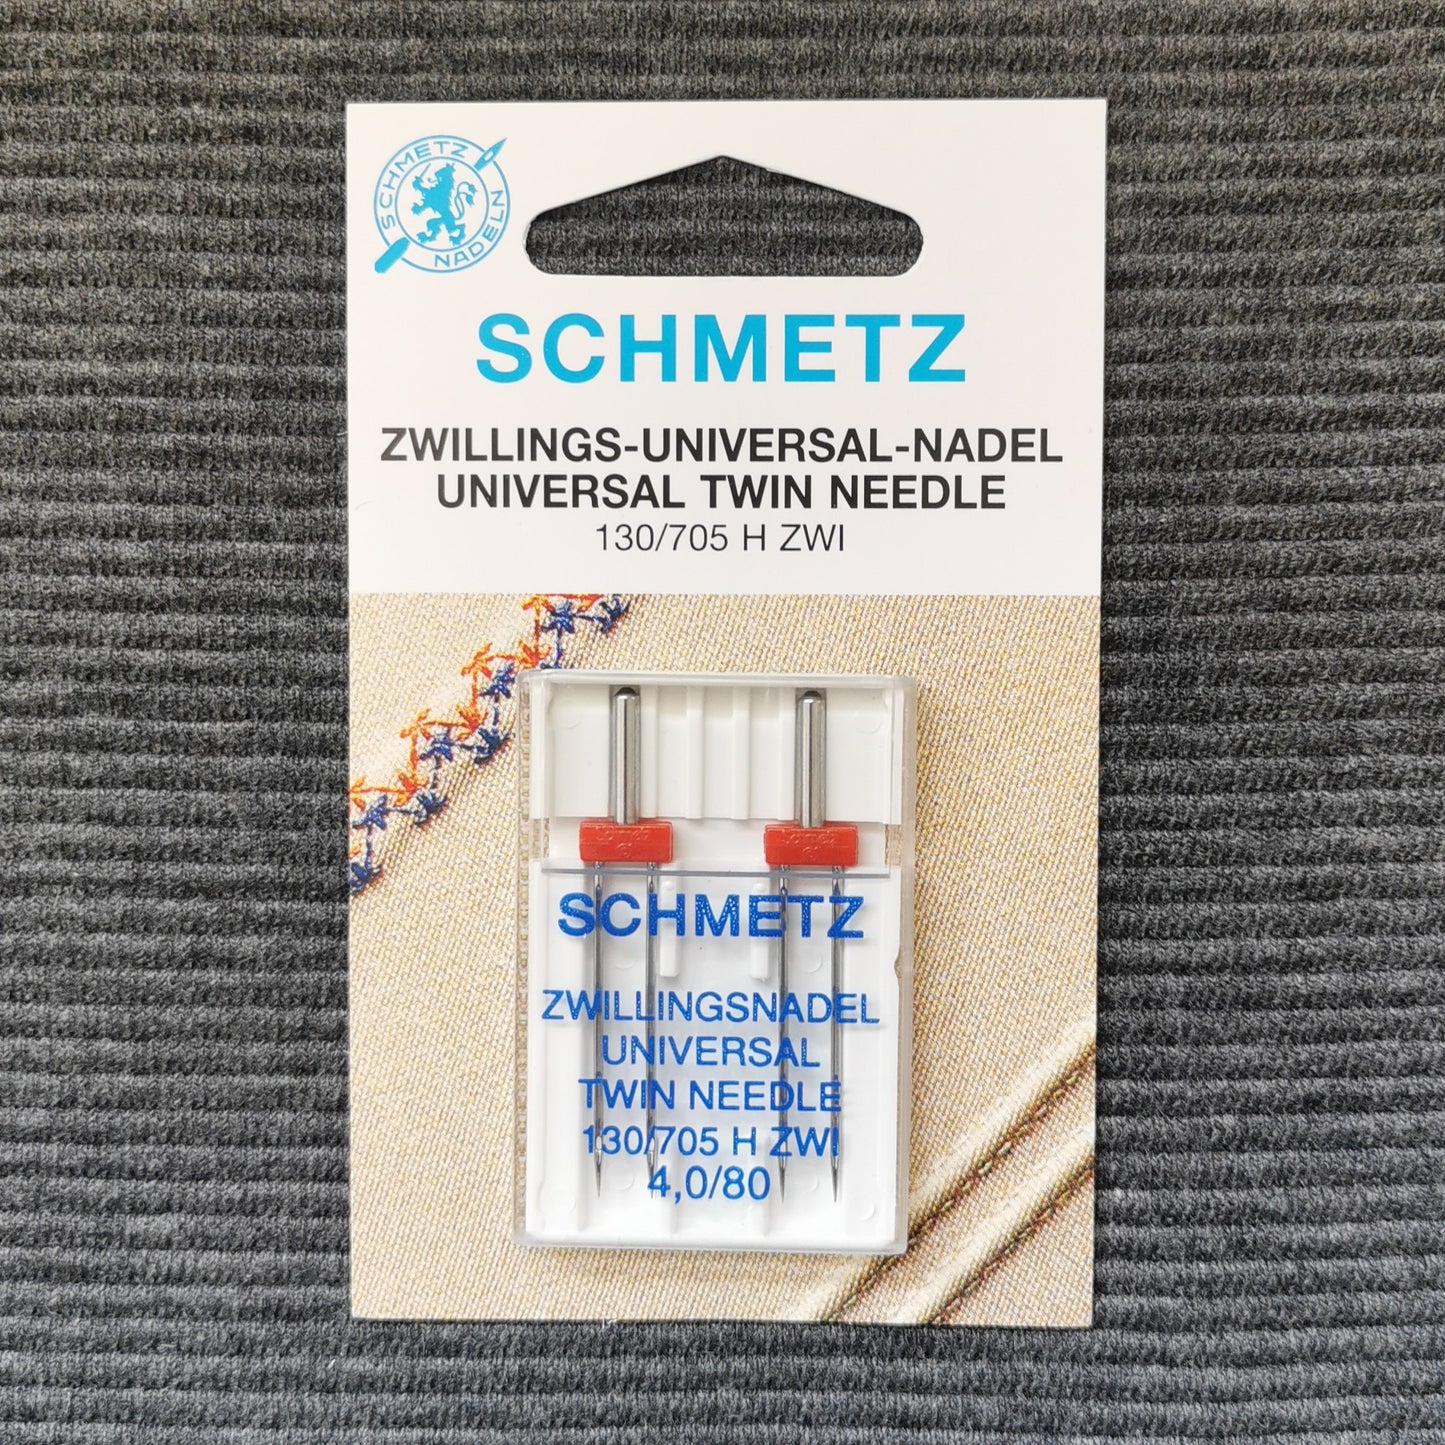 SCHMETZ
NADELN
SCHMETZ
ZWILLINGS-UNIVERSAL-NADEL
UNIVERSAL TWIN NEEDLE
130/705 H ZWI
SCHMETZ
ZWILLINGSNADEL
UNIVERSAL
TWIN NEEDLE
130/705 H ZWI
4,0/80